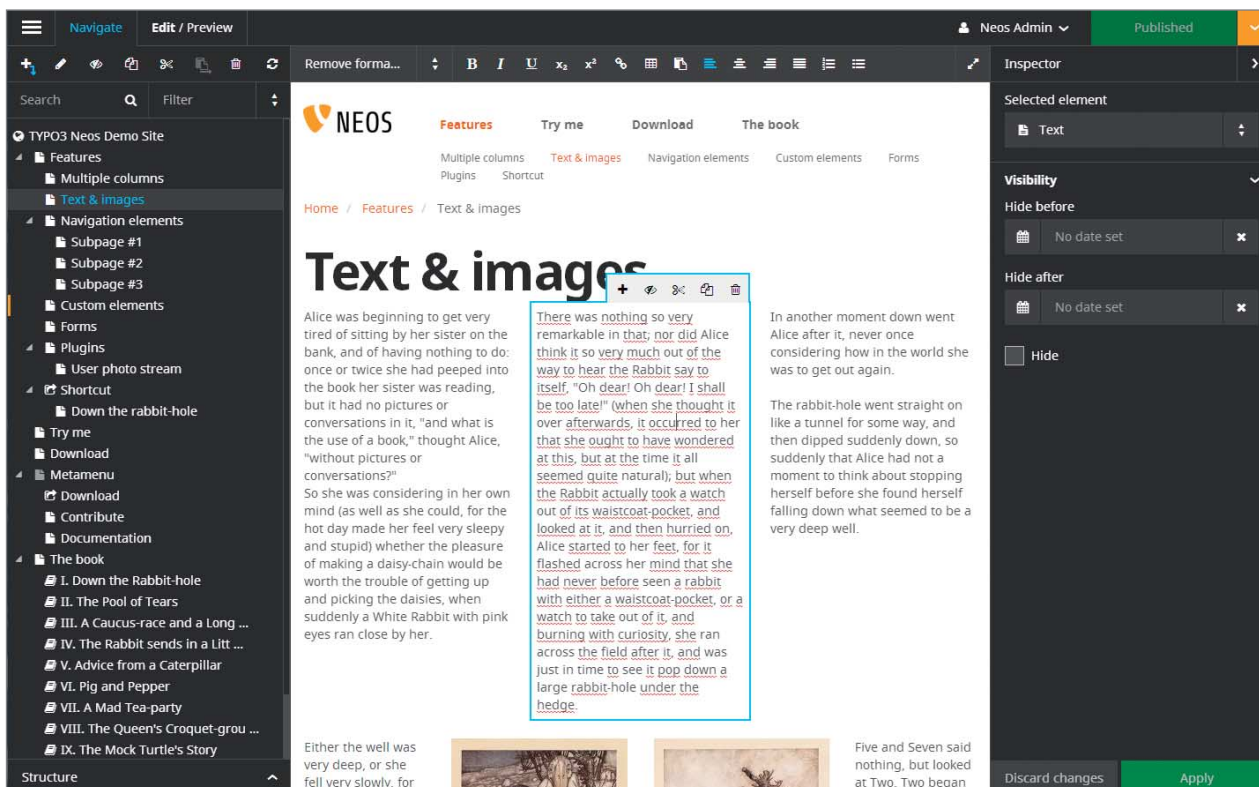 Navigate
Edit / Preview
Neos Admin
Published
Remove forma...
B I U x₂ x²
Inspector
Search
Filter
TYPO3 Neos Demo Site
Features
Multiple columns
Text & images
Navigation elements
Subpage #1
Subpage #2
Subpage #3
Custom elements
Forms
Plugins
User photo stream
Shortcut
Down the rabbit-hole
Try me
Download
Metamenu
Download
Contribute
Documentation
The book
I. Down the Rabbit-hole
II. The Pool of Tears
III. A Caucus-race and a Long ...
IV. The Rabbit sends in a Litt ...
V. Advice from a Caterpillar
VI. Pig and Pepper
VII. A Mad Tea-party
VIII. The Queen's Croquet-grou ...
IX. The Mock Turtle's Story
Structure
NEOS
Features Try me Download The book
Multiple columns Text & images Navigation elements Custom elements Forms
Plugins Shortcut
Home / Features / Text & images
Text & images
Alice was beginning to get very
tired of sitting by her sister on the
bank, and of having nothing to do:
once or twice she had peeped into
the book her sister was reading,
but it had no pictures or
conversations in it, "and what is
the use of a book," thought Alice,
"without pictures or
conversations?"
So she was considering in her own
mind (as well as she could, for the
hot day made her feel very sleepy
and stupid) whether the pleasure
of making a daisy-chain would be
worth the trouble of getting up
and picking the daisies, when
suddenly a White Rabbit with pink
eyes ran close by her.
There was nothing so very
remarkable in that; nor did Alice
think it so very much out of the
way to hear the Rabbit say to
itself, "Oh dear! Oh dear! I shall
be too late!" (when she thought it
over afterwards, it occurred to her
that she ought to have wondered
at this, but at the time it all
seemed quite natural); but when
the Rabbit actually took a watch
out of its waistcoat-pocket, and
looked at it, and then hurried on,
Alice started to her feet, for it
flashed across her mind that she
had never before seen a rabbit
with either a waistcoat-pocket, or a
watch to take out of it, and
burning with curiosity, she ran
across the field after it, and was
just in time to see it pop down a
large rabbit-hole under the
hedge.
In another moment down went
Alice after it, never once
considering how in the world she
was to get out again.
The rabbit-hole went straight on
like a tunnel for some way, and
then dipped suddenly down, so
suddenly that Alice had not a
moment to think about stopping
herself before she found herself
falling down what seemed to be a
very deep well.
Either the well was
very deep, or she
fell very slowly, for
Five and Seven said
nothing, but looked
at Two. Two began
Selected element
Text
Visibility
Hide before
No date set
Hide after
No date set
Hide
Discard changes
Apply